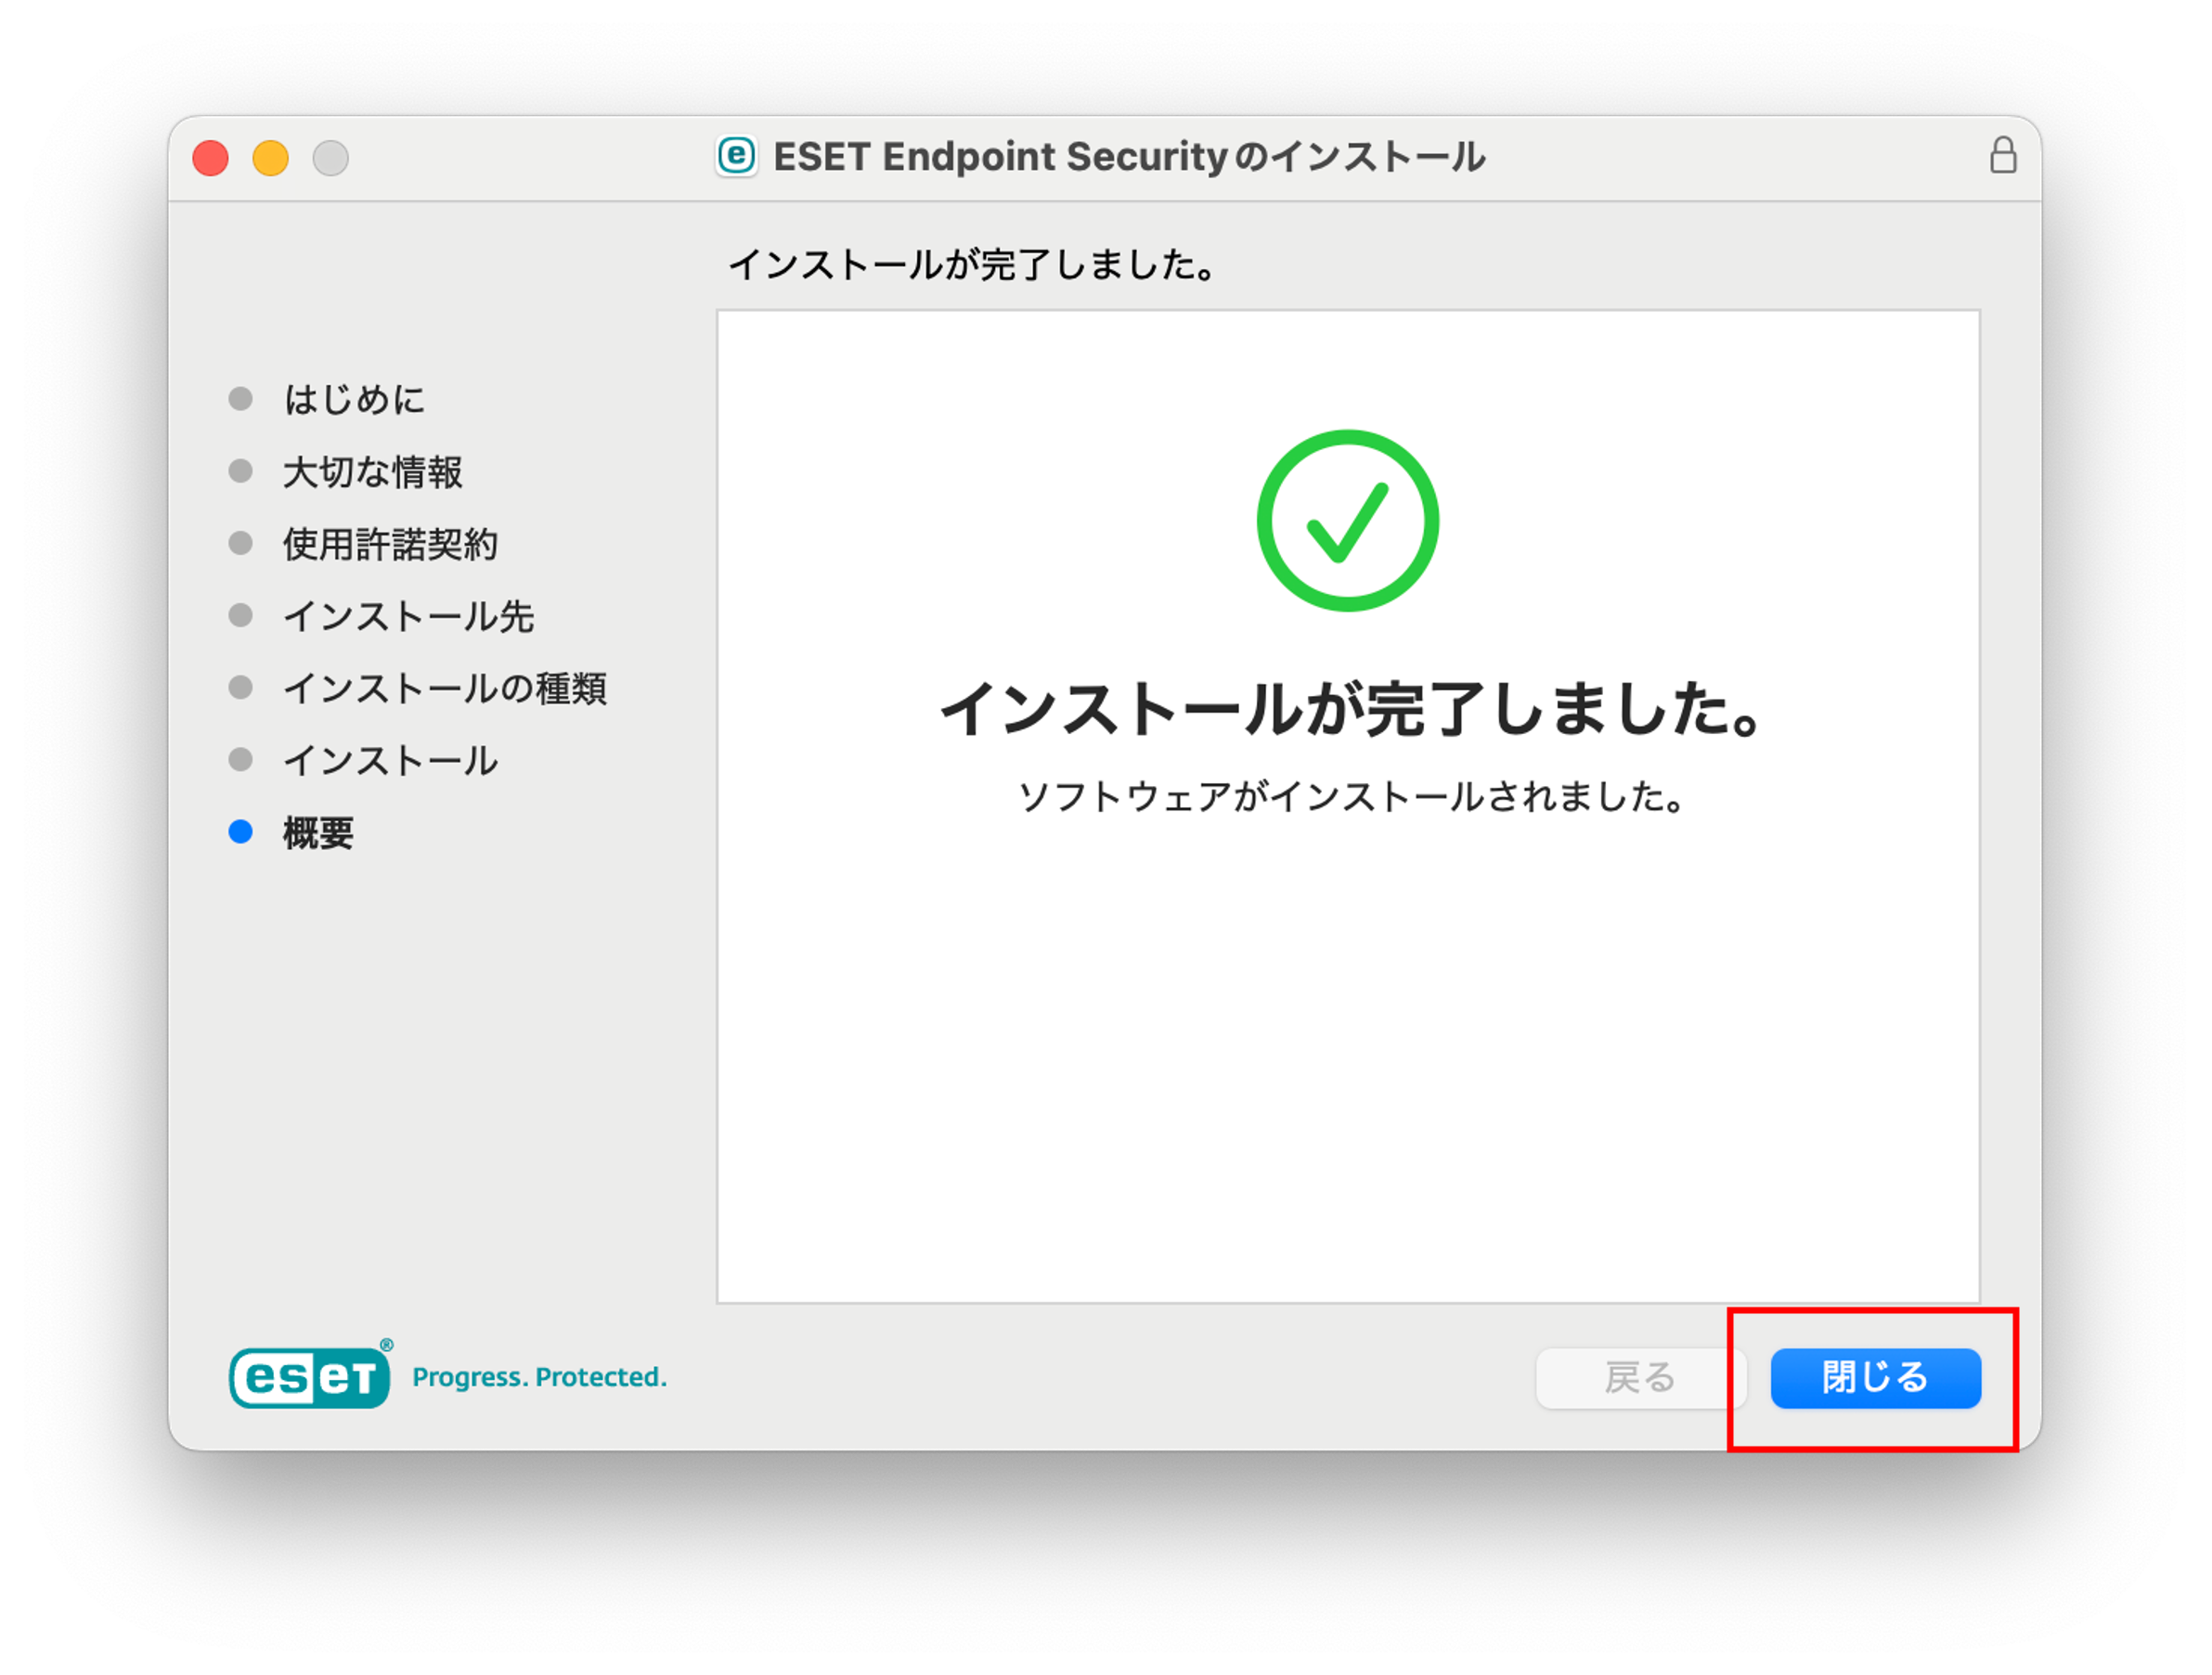 ESET Endpoint Securityのインストール
インストールが完了しました。
はじめに
大切な情報
使用許諾契約
インストール先
インストールの種類
インストール
概要
インストールが完了しました。
ソフトウェアがインストールされました。
eset® Progress. Protected.
戻る
閉じる